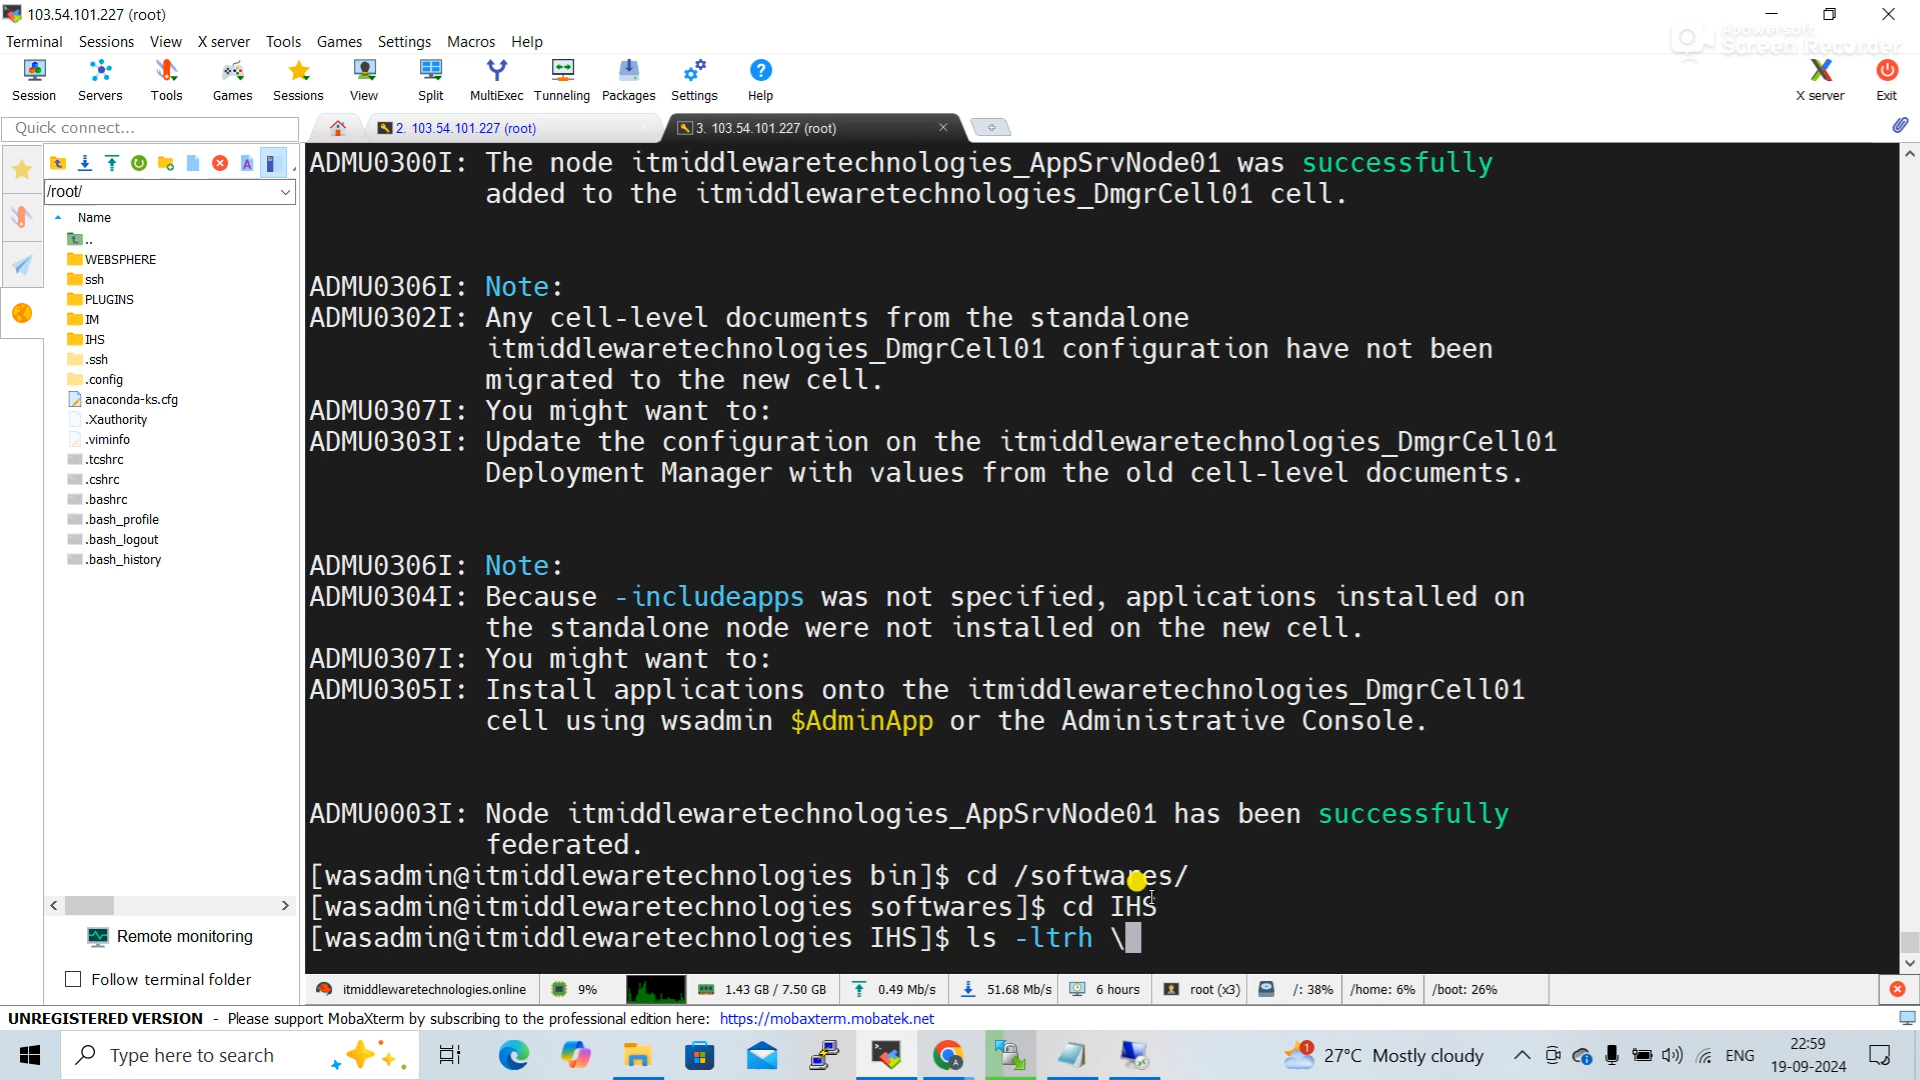 103.54.101.227 (root)
Apowersoft
Screen Recorder
Terminal Sessions View X server Tools Games Settings Macros Help
Session Servers Tools Games Sessions View Split MultiExec Tunneling Packages Settings Help X server Exit
Quick connect...
2. 103.54.101.227 (root)
3. 103.54.101.227 (root)
/root/
Name
..
WEBSPHERE
ssh
PLUGINS
IM
IHS
.ssh
.config
anaconda-ks.cfg
.Xauthority
.viminfo
.tcshrc
.cshrc
.bashrc
.bash_profile
.bash_logout
.bash_history
Remote monitoring
Follow terminal folder
ADMU0300I: The node itmiddlewaretechnologies_AppSrvNode01 was successfully
added to the itmiddlewaretechnologies_DmgrCell01 cell.
ADMU0306I: Note:
ADMU0302I: Any cell-level documents from the standalone
itmiddlewaretechnologies_DmgrCell01 configuration have not been
migrated to the new cell.
ADMU0307I: You might want to:
ADMU0303I: Update the configuration on the itmiddlewaretechnologies_DmgrCell01
Deployment Manager with values from the old cell-level documents.
ADMU0306I: Note:
ADMU0304I: Because -includeapps was not specified, applications installed on
the standalone node were not installed on the new cell.
ADMU0307I: You might want to:
ADMU0305I: Install applications onto the itmiddlewaretechnologies_DmgrCell01
cell using wsadmin $AdminApp or the Administrative Console.
ADMU0003I: Node itmiddlewaretechnologies_AppSrvNode01 has been successfully
federated.
[wasadmin@itmiddlewaretechnologies bin]$ cd /softwares/
[wasadmin@itmiddlewaretechnologies softwares]$ cd IHS
[wasadmin@itmiddlewaretechnologies IHS]$ ls -ltrh \
itmiddlewaretechnologies.online 9% 1.43 GB / 7.50 GB 0.49 Mb/s 51.68 Mb/s 6 hours root (x3) /: 38% /home: 6% /boot: 26%
UNREGISTERED VERSION - Please support MobaXterm by subscribing to the professional edition here: https://mobaxterm.mobatek.net
Type here to search
27°C Mostly cloudy
ENG
22:59
19-09-2024